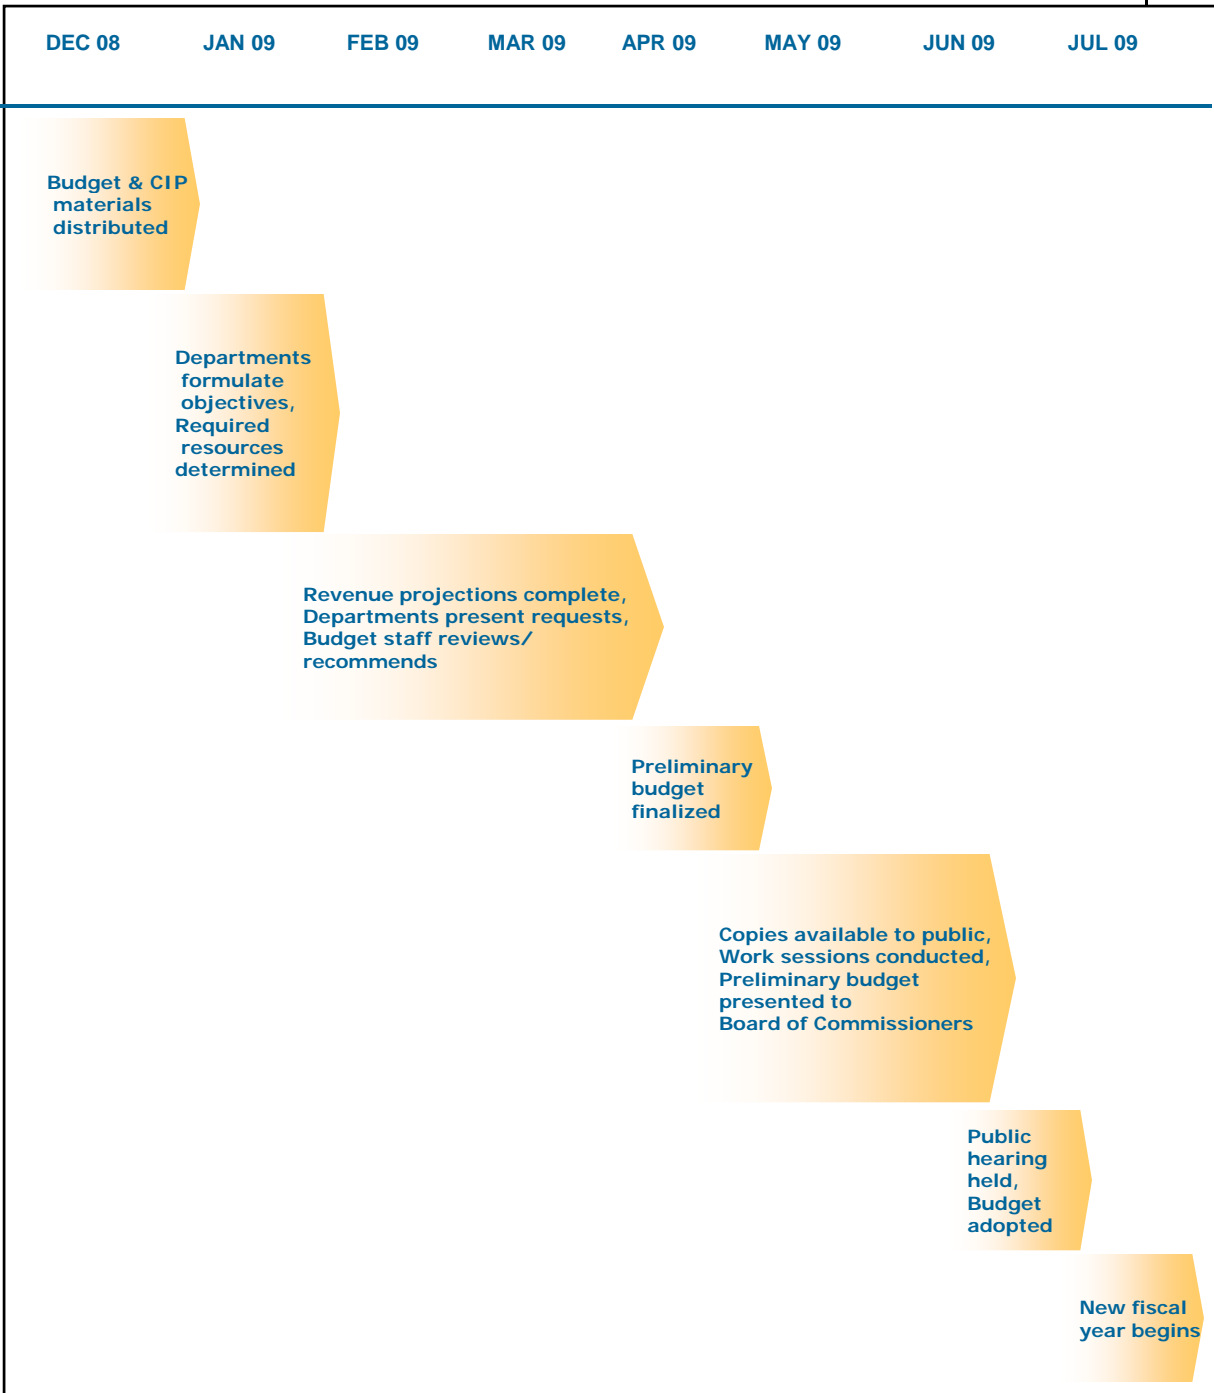 DEC 08 JAN 09 FEB 09 MAR 09 APR 09 MAY 09 JUN 09 JUL 09
Budget & CIP
materials
distributed
Departments
formulate
objectives,
Required
resources
determined
Revenue projections complete,
Departments present requests,
Budget staff reviews/
recommends
Preliminary
budget
finalized
Copies available to public,
Work sessions conducted,
Preliminary budget
presented to
Board of Commissioners
Public
hearing
held,
Budget
adopted
New fiscal
year begins